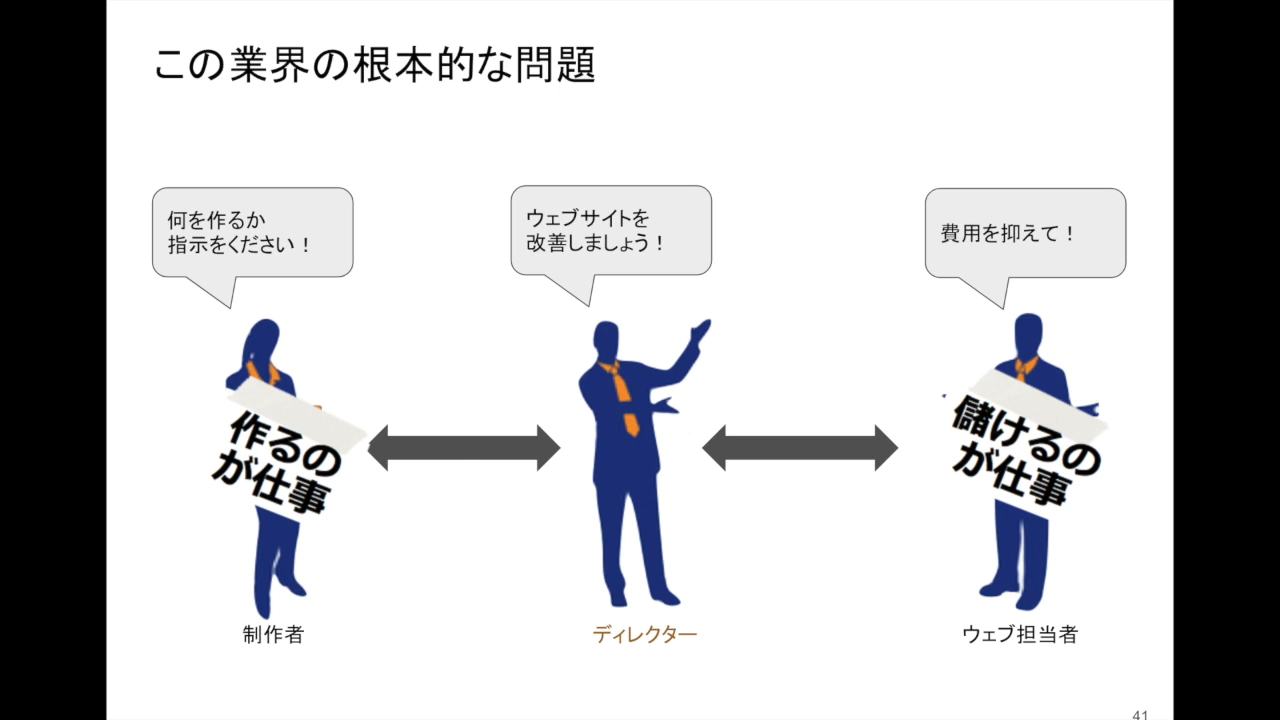 この業界の根本的な問題
何を作るか
指示をください！
ウェブサイトを
改善しましょう！
費用を抑えて！
作るの
が仕事
儲けるの
が仕事
制作者
ディレクター
ウェブ担当者
41